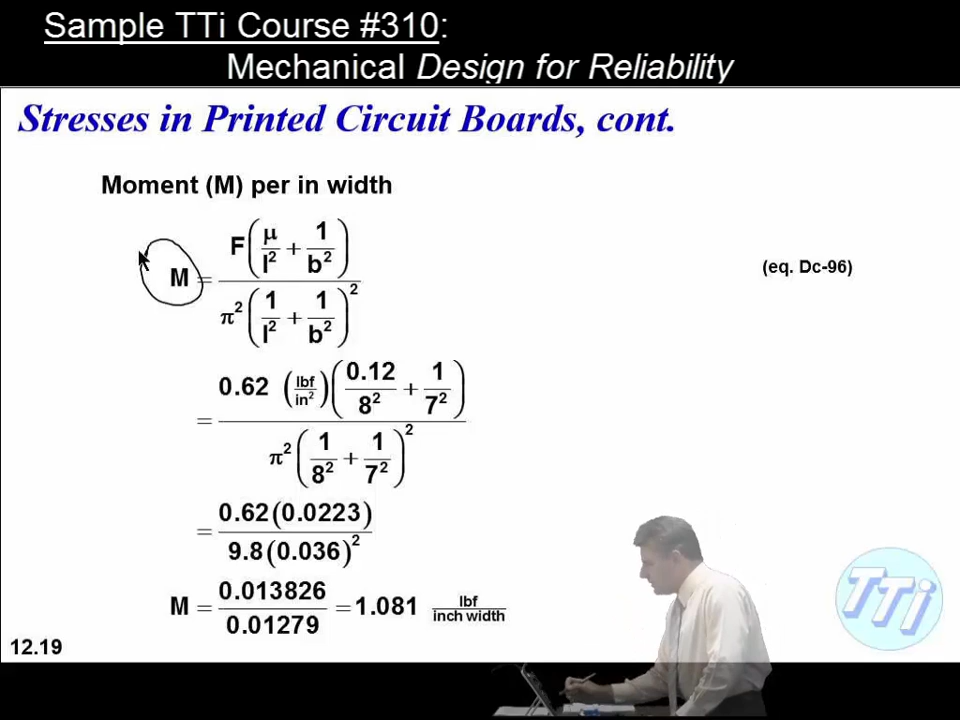 Sample TTi Course #310:
Mechanical Design for Reliability
Stresses in Printed Circuit Boards, cont.
Moment (M) per in width
M = F(μ/l² + 1/b²) / π²(1/l² + 1/b²)²
(eq. Dc-96)
= 0.62 (lbf/in²)(0.12/8² + 1/7²) / π²(1/8² + 1/7²)²
= 0.62(0.0223) / 9.8(0.036)²
M = 0.013826 / 0.01279 = 1.081 lbf/inch width
TTi
12.19